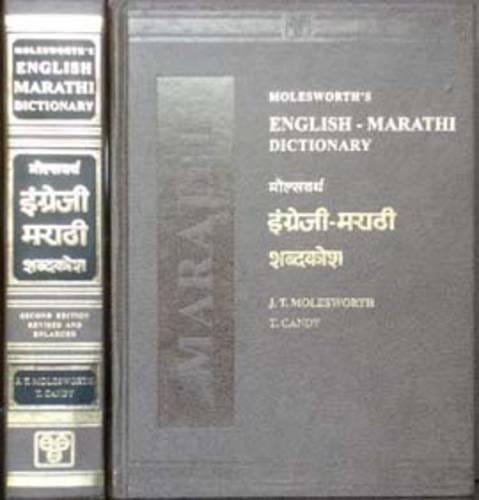 MOLESWORTH'S
ENGLISH
MARATHI
DICTIONARY
मोल्सवर्थ
इंग्रेजी
मराठी
शब्दकोश
SECOND EDITION
REVISED AND
ENLARGED
J. T. MOLESWORTH
T. CANDY
MOLESWORTH'S
ENGLISH - MARATHI
DICTIONARY
मोल्सवर्थ
इंग्रेजी-मराठी
शब्दकोश
J. T. MOLESWORTH
T. CANDY